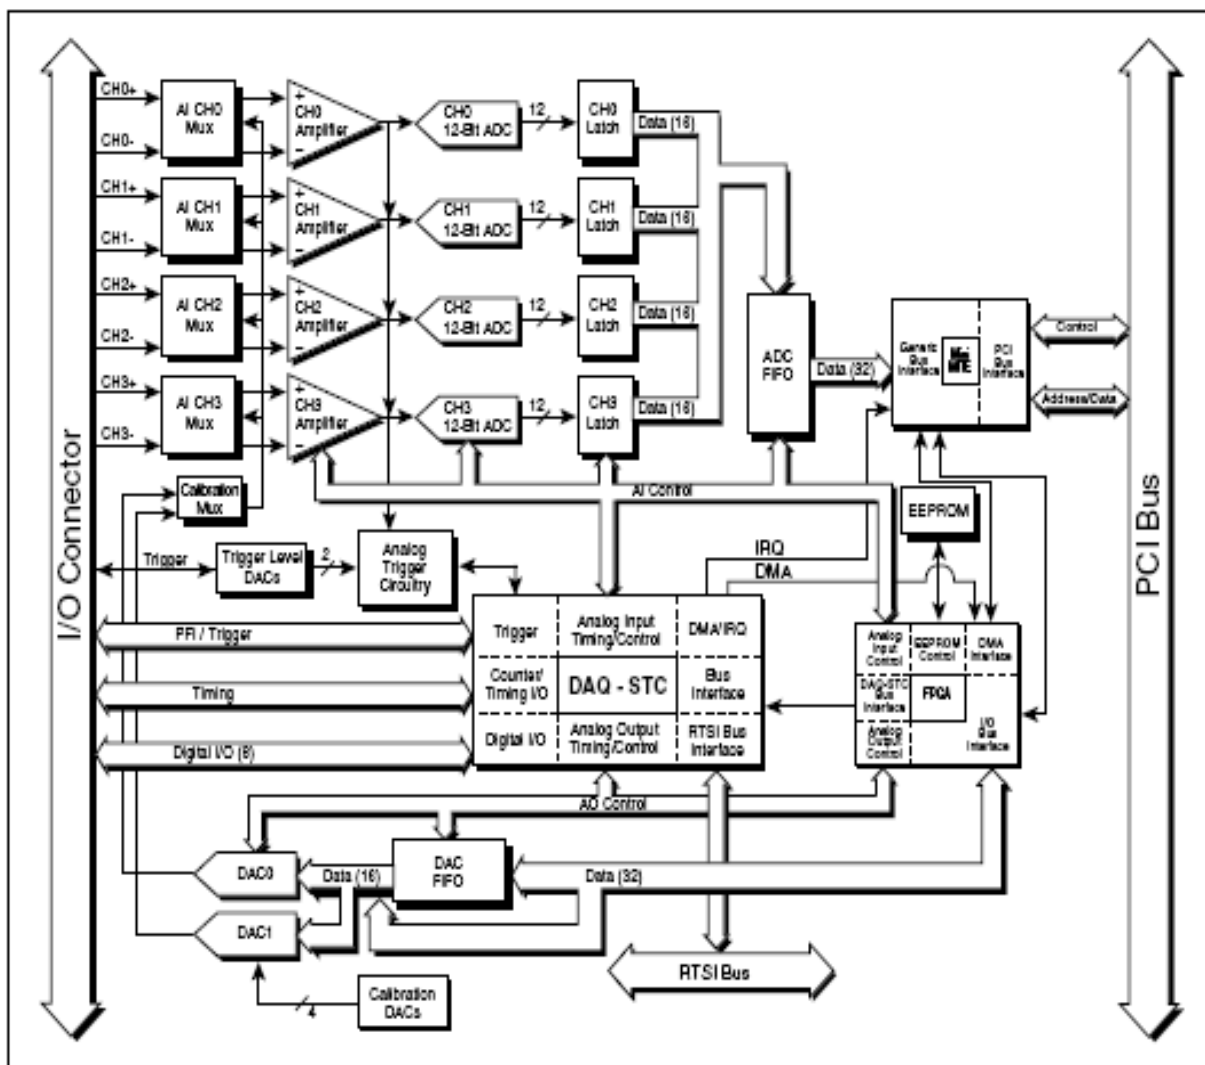 I/O Connector
PCI Bus
CH0+
CH0-
CH1+
CH1-
CH2+
CH2-
CH3+
CH3-
AI CH0
Mux
AI CH1
Mux
AI CH2
Mux
AI CH3
Mux
+
CH0
Amplifier
−
+
CH1
Amplifier
−
+
CH2
Amplifier
−
+
CH3
Amplifier
−
CH0
12-Bit ADC
CH1
12-Bit ADC
CH2
12-Bit ADC
CH3
12-Bit ADC
12
12
12
12
CH0
Latch
CH1
Latch
CH2
Latch
CH3
Latch
Data (16)
Data (16)
Data (16)
Data (16)
ADC
FIFO
Data (32)
Generic
Bus
Interface
PCI
Bus
Interface
Control
Address/Data
AI Control
Calibration
Mux
Trigger
Trigger Level
DACs
2
Analog
Trigger
Circuitry
IRQ
DMA
EEPROM
PFI / Trigger
Timing
Digital I/O (8)
Trigger
Analog Input
Timing/Control
DMA/IRQ
Counter/
Timing I/O
DAQ - STC
Bus
Interface
Digital I/O
Analog Output
Timing/Control
RTSI Bus
Interface
Analog
Input
Control
EEPROM
Control
DMA
Interface
DAQ-STC
Bus
Interface
FPGA
I/O
Bus
Interface
Analog
Output
Control
AO Control
DAC0
DAC1
Data (16)
DAC
FIFO
Data (32)
Calibration
DACs
4
RTSI Bus